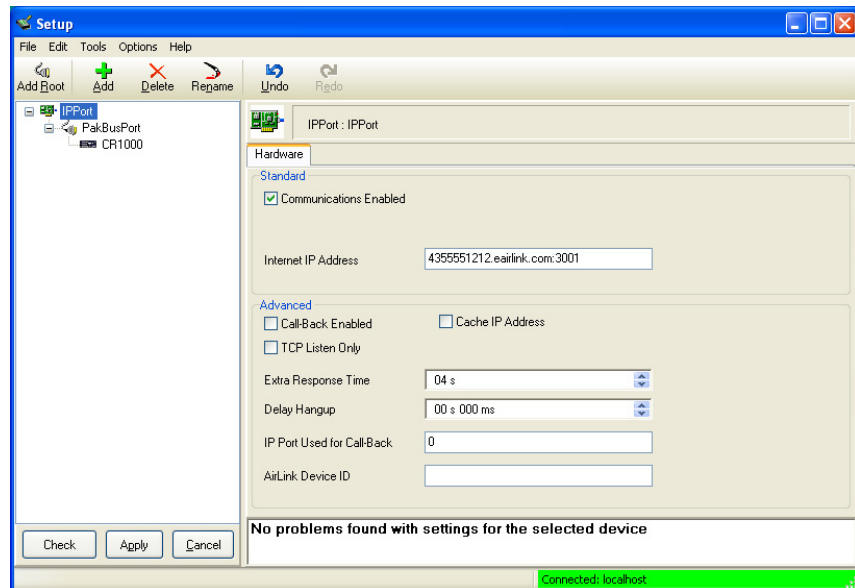 Setup
File Edit Tools Options Help
Add Root Add Delete Rename Undo Redo
IPPort
PakBusPort
CR1000
IPPort : IPPort
Hardware
Standard
Communications Enabled
Internet IP Address 4355551212.eairlink.com:3001
Advanced
Call-Back Enabled Cache IP Address
TCP Listen Only
Extra Response Time 04 s
Delay Hangup 00 s 000 ms
IP Port Used for Call-Back 0
AirLink Device ID
No problems found with settings for the selected device
Check Apply Cancel
Connected: localhost